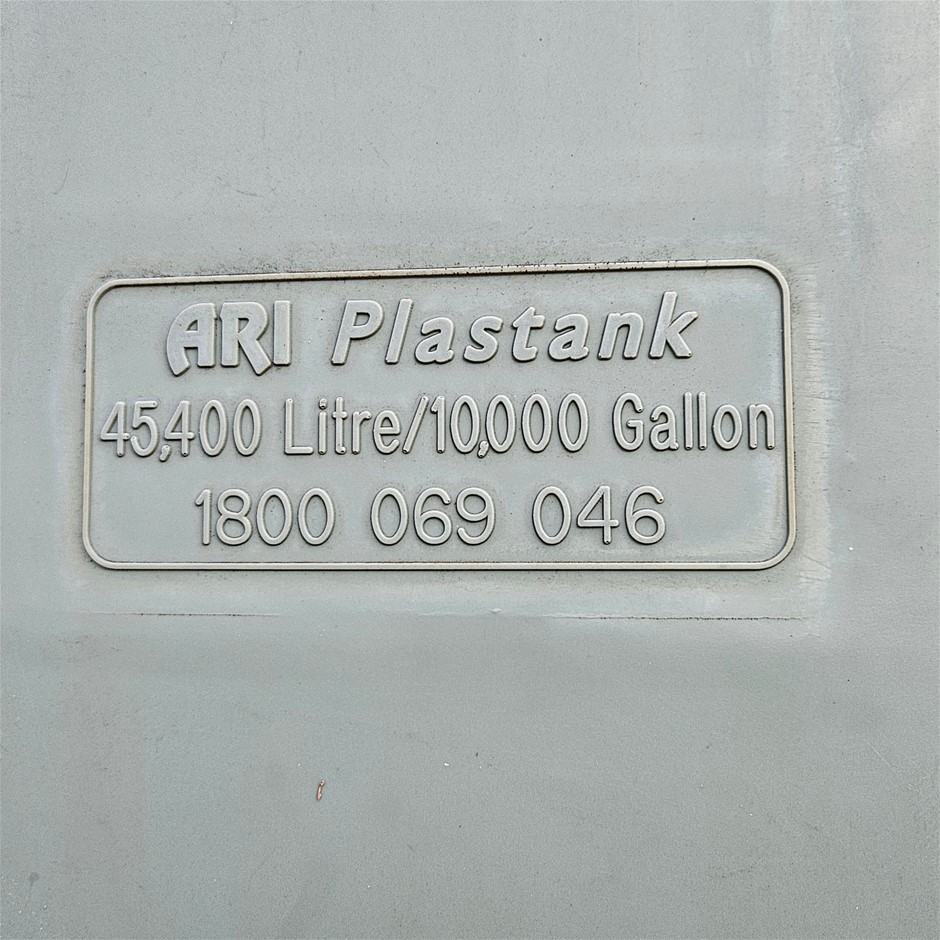 ARI Plastank
45,400 Litre/10,000 Gallon
1800 069 046